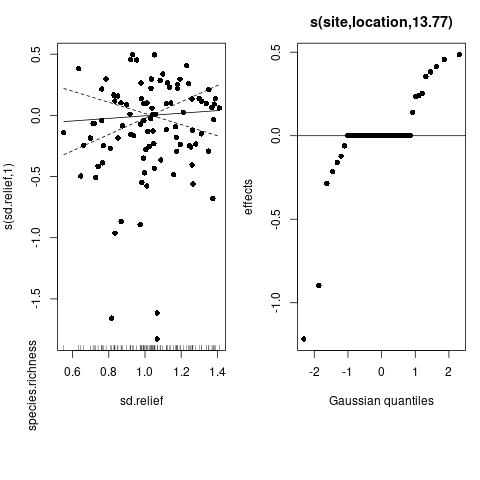 s(site,location,13.77)
s(sd.relief,1)
0.5
0.0
-0.5
-1.0
-1.5
0.6 0.8 1.0 1.2 1.4
sd.relief
species.richness
effects
0.5
0.0
-0.5
-1.0
-2 -1 0 1 2
Gaussian quantiles